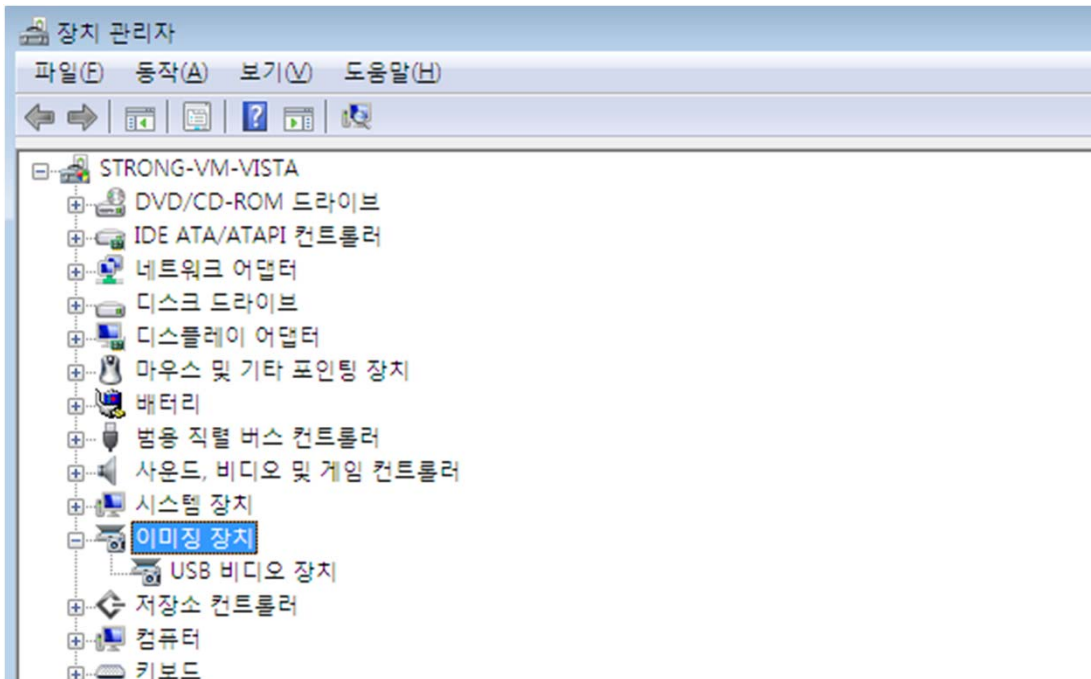 장치 관리자
파일(F) 동작(A) 보기(V) 도움말(H)
STRONG-VM-VISTA
DVD/CD-ROM 드라이브
IDE ATA/ATAPI 컨트롤러
네트워크 어댑터
디스크 드라이브
디스플레이 어댑터
마우스 및 기타 포인팅 장치
배터리
범용 직렬 버스 컨트롤러
사운드, 비디오 및 게임 컨트롤러
시스템 장치
이미징 장치
USB 비디오 장치
저장소 컨트롤러
컴퓨터
키보드